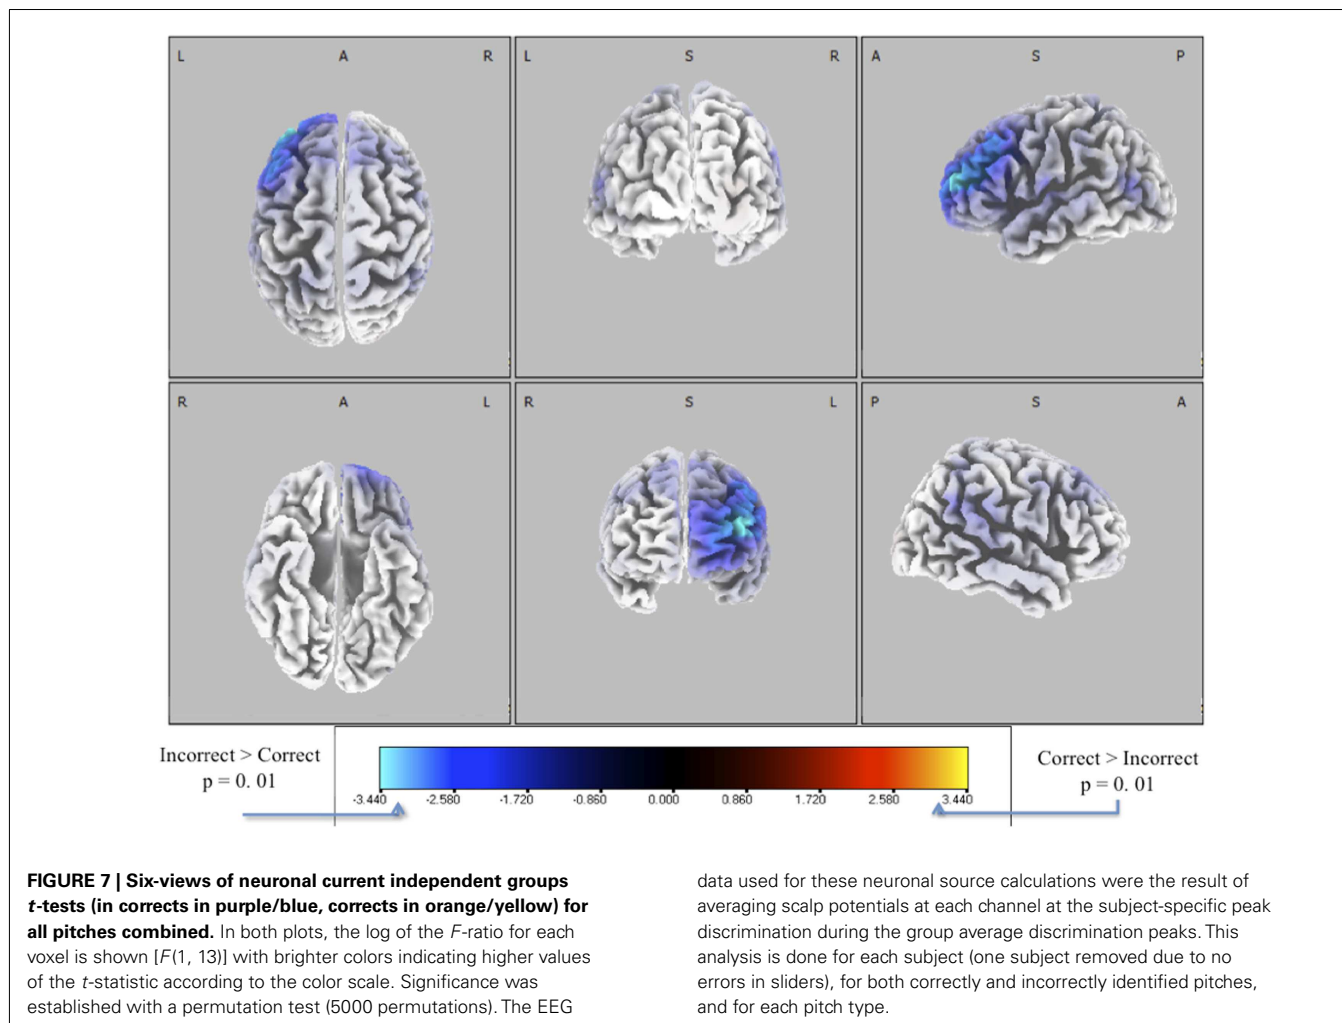 L A R
L S R
A S P
R A L
R S L
P S A
Incorrect > Correct
p = 0. 01
-3.440 -2.580 -1.720 -0.860 0.000 0.860 1.720 2.580 3.440
Correct > Incorrect
p = 0. 01
FIGURE 7 | Six-views of neuronal current independent groups
t-tests (in corrects in purple/blue, corrects in orange/yellow) for
all pitches combined. In both plots, the log of the F-ratio for each
voxel is shown [F(1, 13)] with brighter colors indicating higher values
of the t-statistic according to the color scale. Significance was
established with a permutation test (5000 permutations). The EEG
data used for these neuronal source calculations were the result of
averaging scalp potentials at each channel at the subject-specific peak
discrimination during the group average discrimination peaks. This
analysis is done for each subject (one subject removed due to no
errors in sliders), for both correctly and incorrectly identified pitches,
and for each pitch type.